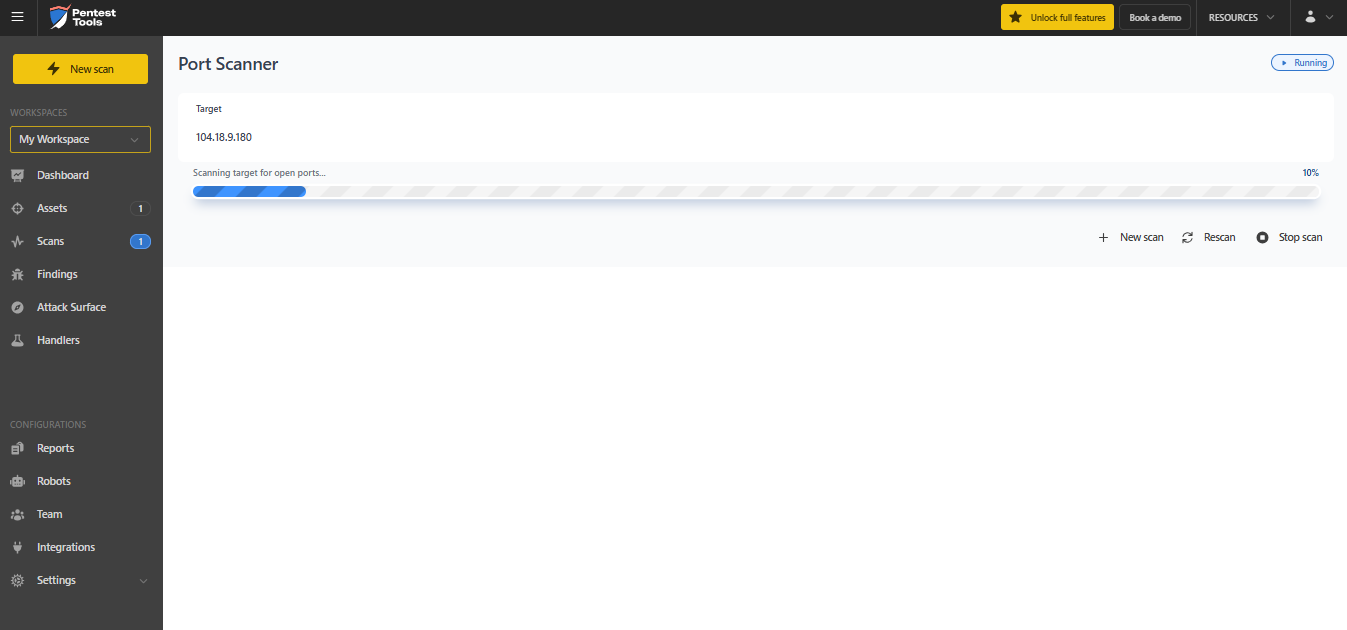 Pentest
Tools
Unlock full features
Book a demo
RESOURCES
New scan
WORKSPACES
My Workspace
Dashboard
Assets 1
Scans 1
Findings
Attack Surface
Handlers
CONFIGURATIONS
Reports
Robots
Team
Integrations
Settings
Port Scanner
Running
Target
104.18.9.180
Scanning target for open ports...
10%
New scan
Rescan
Stop scan